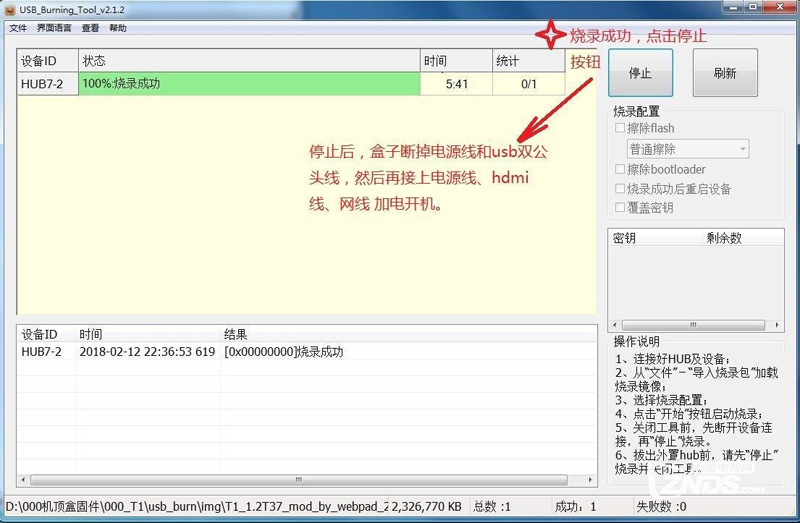 USB_Burning_Tool_v2.1.2
文件 界面语言 查看 帮助
烧录成功，点击停止
按钮
设备ID 状态 时间 统计
HUB7-2 100%:烧录成功 5:41 0/1
停止 刷新
停止后，盒子断掉电源线和usb双公
头线，然后再接上电源线、hdmi
线、网线 加电开机。
烧录配置
擦除flash
普通擦除
擦除bootloader
烧录成功后重启设备
覆盖密钥
密钥 剩余数
设备ID 时间 结果
HUB7-2 2018-02-12 22:36:53 619 [0x00000000]烧录成功
操作说明
1、连接好HUB及设备；
2、从“文件”－“导入烧录包”加载
烧录镜像；
3、选择烧录配置；
4、点击“开始”按钮启动烧录；
5、关闭工具前，先断开设备连
接，再“停止”烧录。
6、拔出外置hub前，请先“停止”
烧录并关闭工具。
ZNDS.com
D:\000机顶盒固件\000_T1\usb_burn\img\T1_1.2T37_mod_by_webpad_2 2,326,770 KB 总数 :1 成功：1 失败数 :0